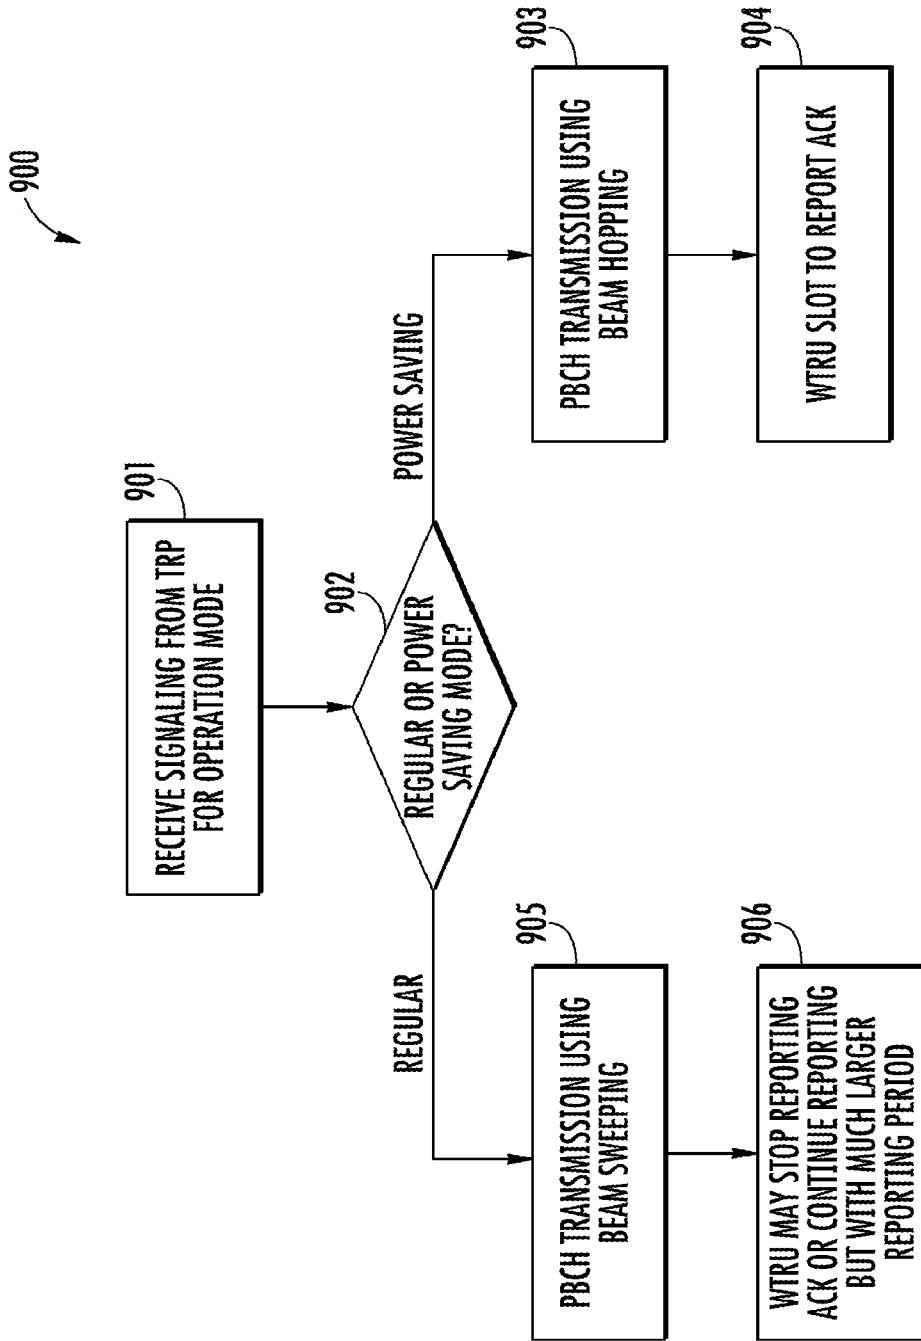 900
901
RECEIVE SIGNALING FROM TRP
FOR OPERATION MODE
902
REGULAR OR POWER
SAVING MODE?
REGULAR
POWER SAVING
905
PBCH TRANSMISSION USING
BEAM SWEEPING
903
PBCH TRANSMISSION USING
BEAM HOPPING
906
WTRU MAY STOP REPORTING
ACK OR CONTINUE REPORTING
BUT WITH MUCH LARGER
REPORTING PERIOD
904
WTRU SLOT TO REPORT ACK